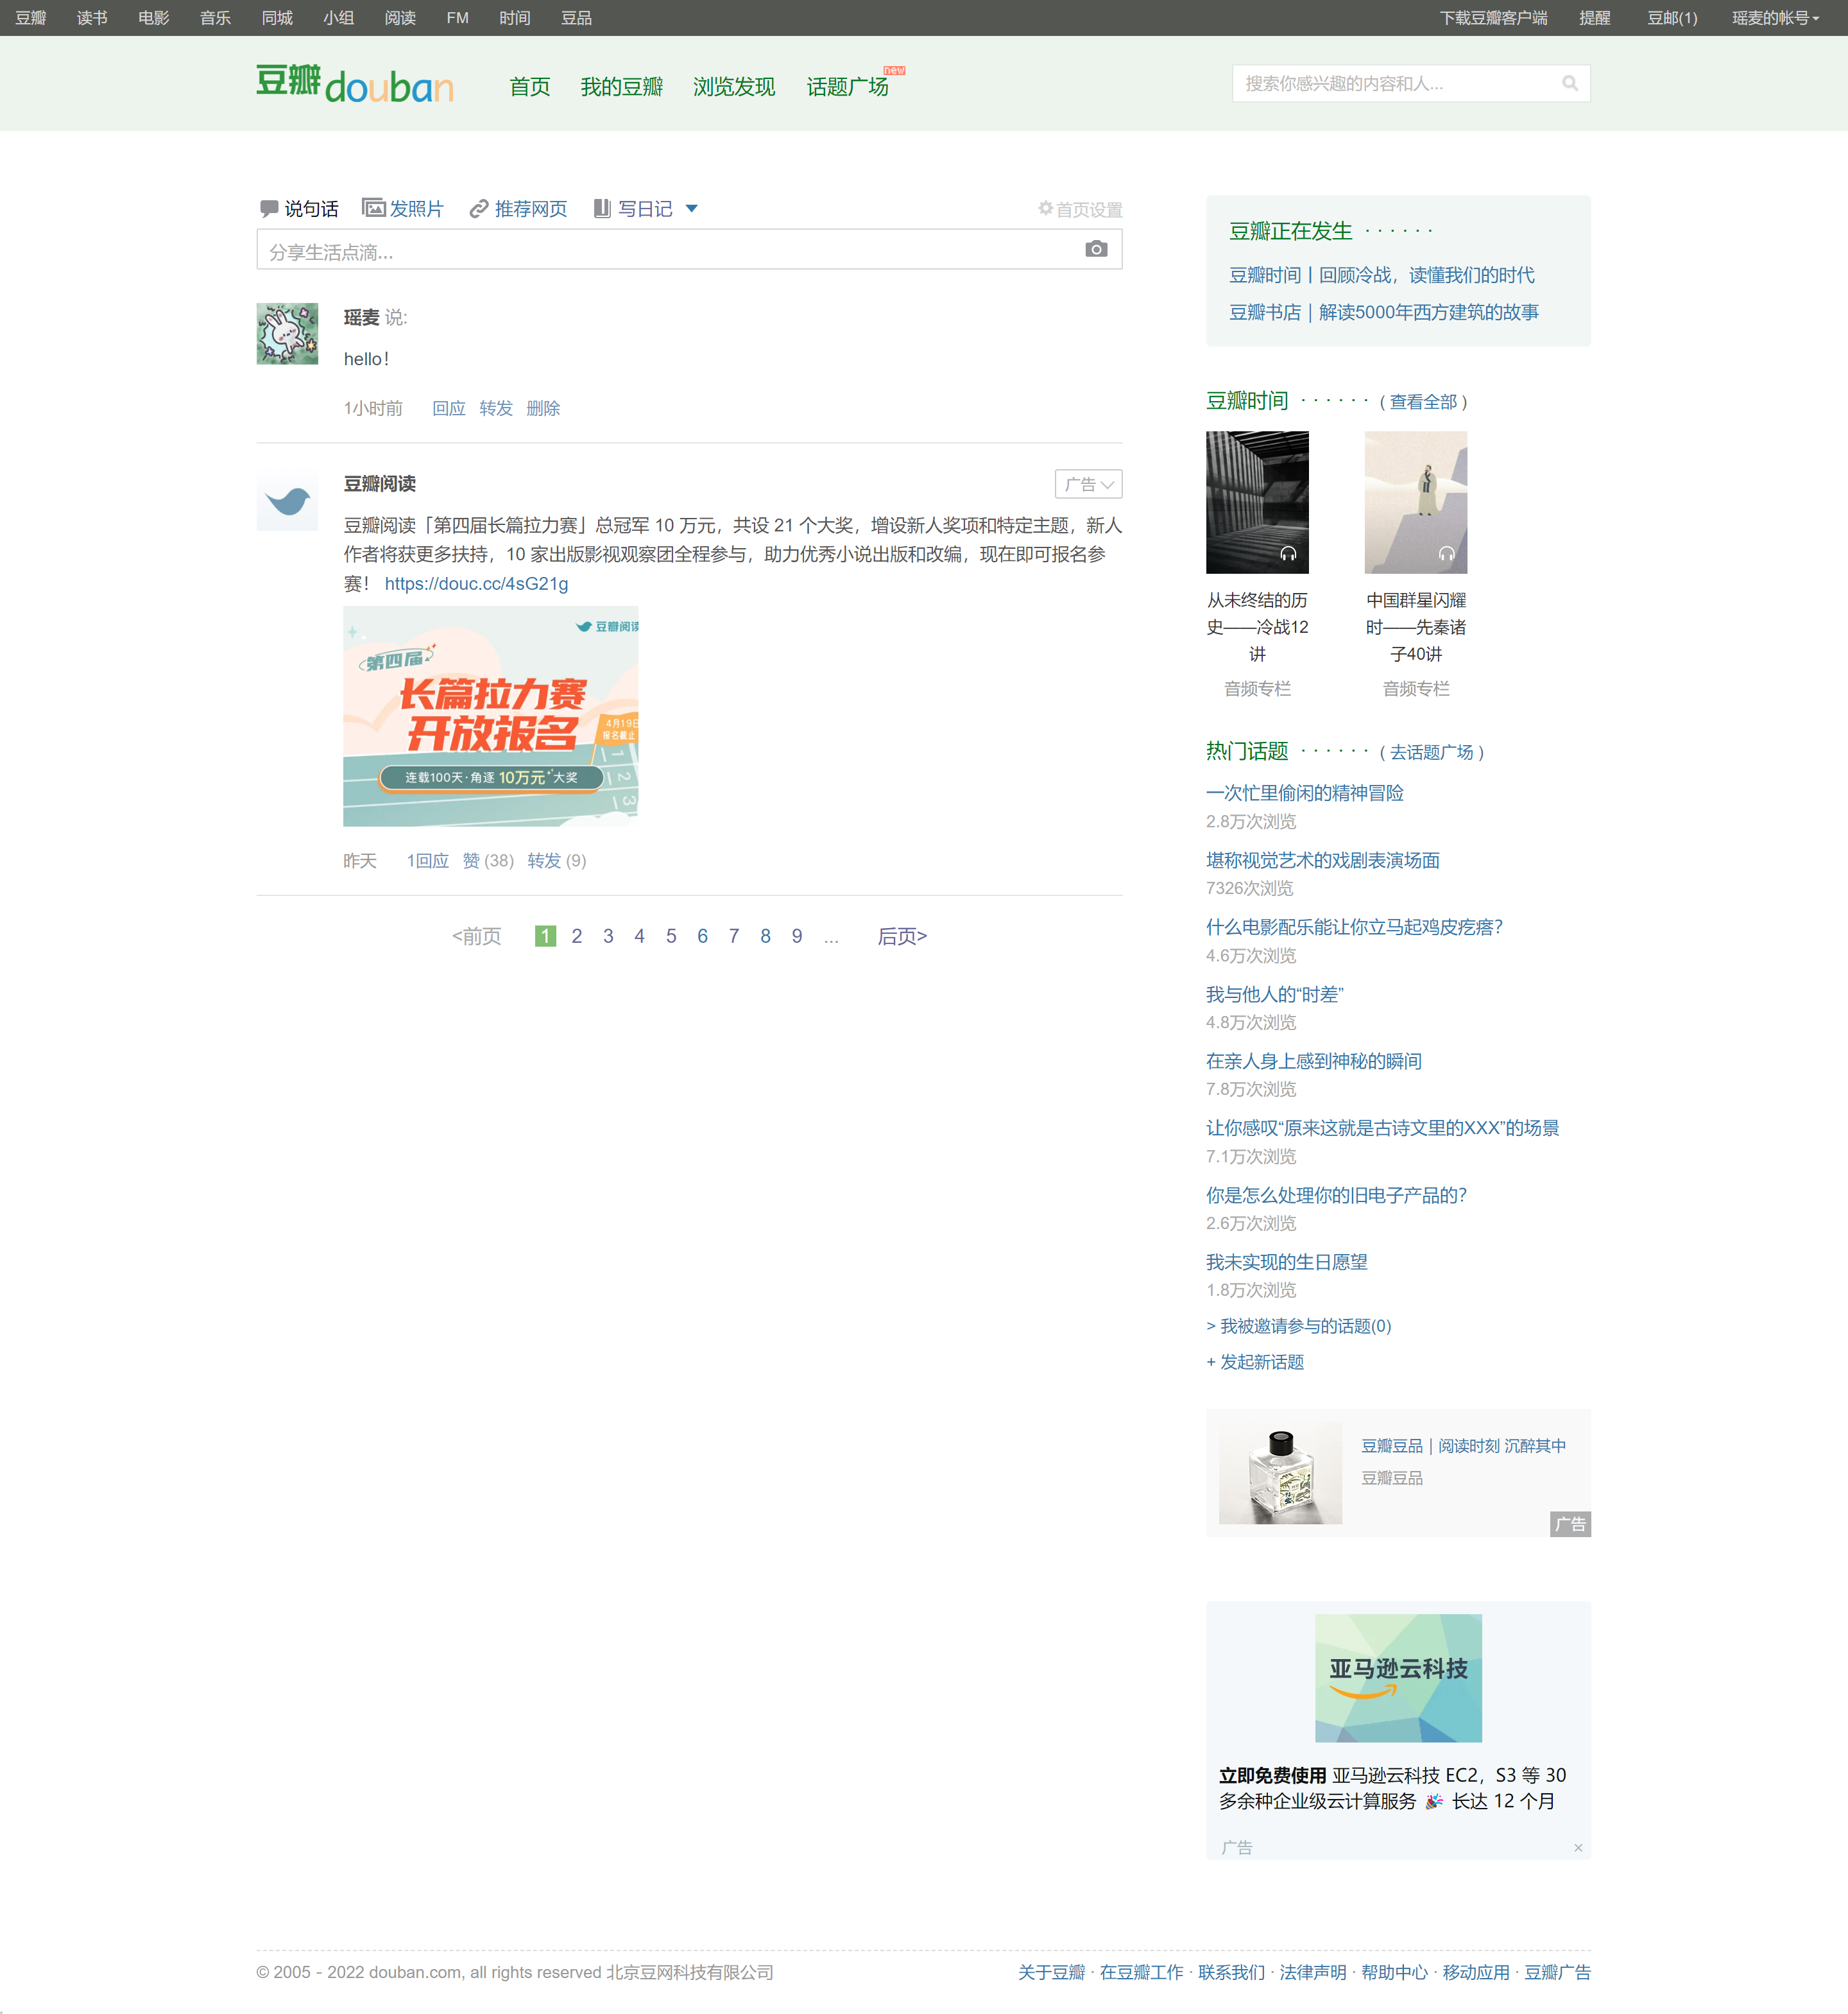 豆瓣 读书 电影 音乐 同城 小组 阅读 FM 时间 豆品 下载豆瓣客户端 提醒 豆邮(1) 瑶麦的帐号
豆瓣douban 首页 我的豆瓣 浏览发现 话题广场 new 搜索你感兴趣的内容和人...
说句话 发照片 推荐网页 写日记 首页设置
分享生活点滴...
瑶麦 说:
hello！
1小时前 回应 转发 删除
豆瓣阅读 广告
豆瓣阅读「第四届长篇拉力赛」总冠军 10 万元，共设 21 个大奖，增设新人奖项和特定主题，新人
作者将获更多扶持，10 家出版影视观察团全程参与，助力优秀小说出版和改编，现在即可报名参
赛！ https://douc.cc/4sG21g
豆瓣阅读
第四届
长篇拉力赛
开放报名
4月19日
报名截止
连载100天·角逐 10万元 大奖
1
2
3
昨天 1回应 赞 (38) 转发 (9)
<前页 1 2 3 4 5 6 7 8 9 ... 后页>
豆瓣正在发生 · · · · · ·
豆瓣时间丨回顾冷战，读懂我们的时代
豆瓣书店｜解读5000年西方建筑的故事
豆瓣时间 · · · · · · ( 查看全部 )
从未终结的历
史——冷战12
讲
音频专栏
中国群星闪耀
时——先秦诸
子40讲
音频专栏
热门话题 · · · · · · ( 去话题广场 )
一次忙里偷闲的精神冒险
2.8万次浏览
堪称视觉艺术的戏剧表演场面
7326次浏览
什么电影配乐能让你立马起鸡皮疙瘩？
4.6万次浏览
我与他人的“时差”
4.8万次浏览
在亲人身上感到神秘的瞬间
7.8万次浏览
让你感叹“原来这就是古诗文里的XXX”的场景
7.1万次浏览
你是怎么处理你的旧电子产品的？
2.6万次浏览
我未实现的生日愿望
1.8万次浏览
> 我被邀请参与的话题(0)
+ 发起新话题
豆瓣豆品｜阅读时刻 沉醉其中
豆瓣豆品
广告
亚马逊云科技
立即免费使用 亚马逊云科技 EC2，S3 等 30
多余种企业级云计算服务 🎉 长达 12 个月
广告 ×
© 2005 - 2022 douban.com, all rights reserved 北京豆网科技有限公司 关于豆瓣 · 在豆瓣工作 · 联系我们 · 法律声明 · 帮助中心 · 移动应用 · 豆瓣广告